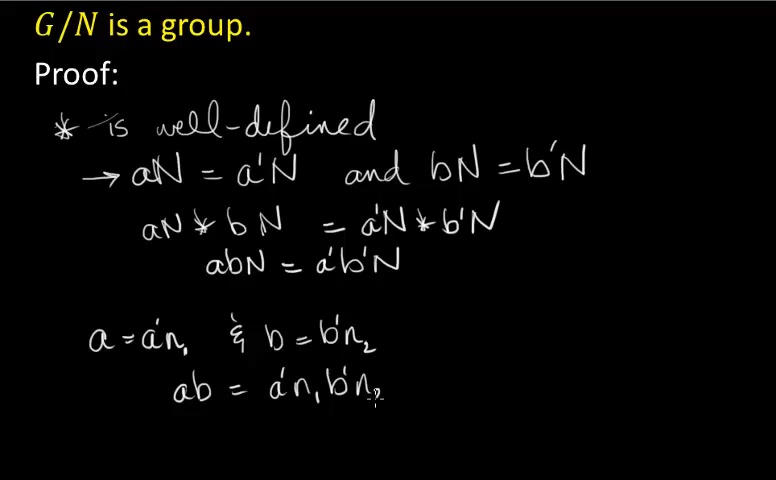 G/N is a group.
Proof:
* is well-defined
→ aN = a'N and bN = b'N
aN * bN = a'N * b'N
abN = a'b'N
a = a'n₁ & b = b'n₂
ab = a'n₁b'n₂